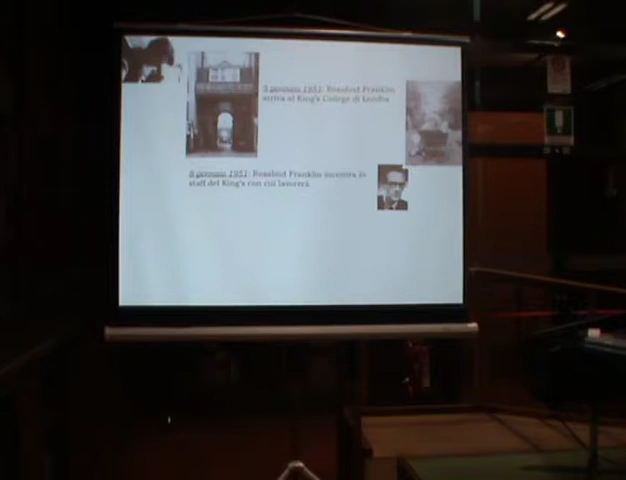 5 gennaio 1951: Rosalind Franklin
arriva al King's College di Londra
8 gennaio 1951: Rosalind Franklin incontra lo
staff del King's con cui lavorerà